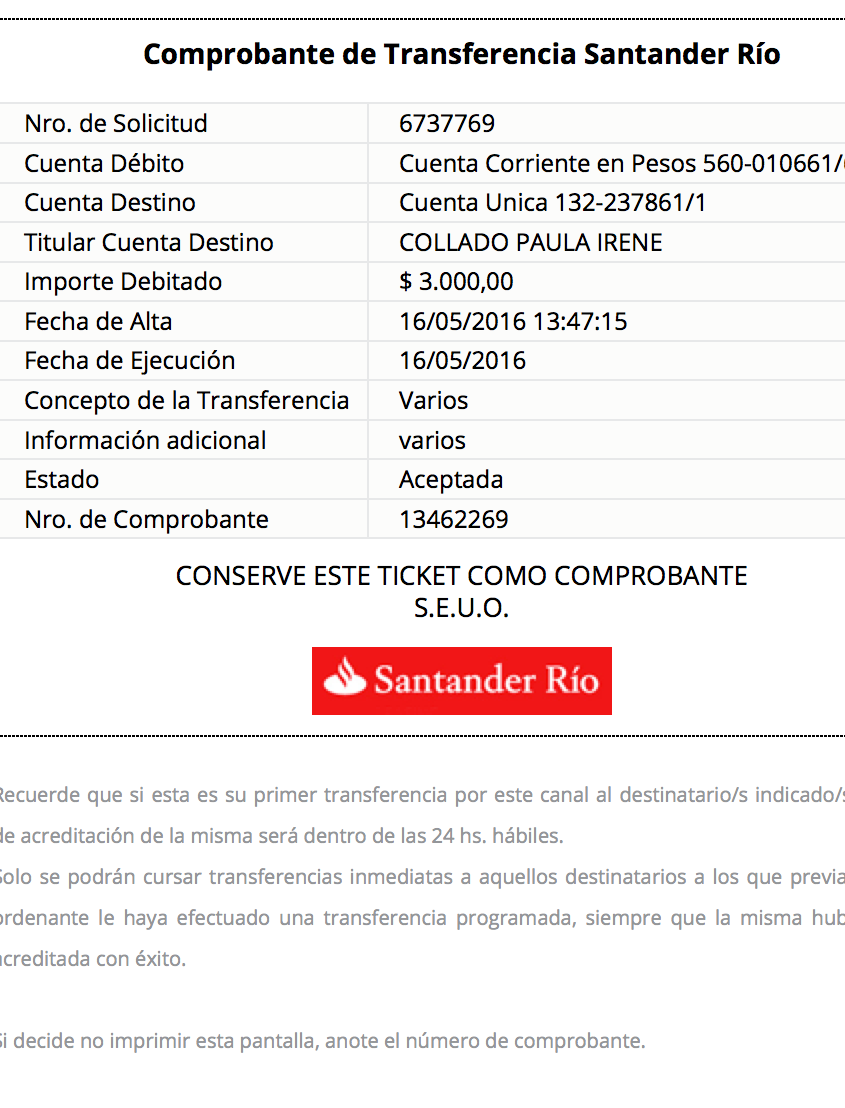 Comprobante de Transferencia Santander Río
Nro. de Solicitud 6737769
Cuenta Débito Cuenta Corriente en Pesos 560-010661/
Cuenta Destino Cuenta Unica 132-237861/1
Titular Cuenta Destino COLLADO PAULA IRENE
Importe Debitado $ 3.000,00
Fecha de Alta 16/05/2016 13:47:15
Fecha de Ejecución 16/05/2016
Concepto de la Transferencia Varios
Información adicional varios
Estado Aceptada
Nro. de Comprobante 13462269
CONSERVE ESTE TICKET COMO COMPROBANTE
S.E.U.O.
Santander Río
Recuerde que si esta es su primer transferencia por este canal al destinatario/s indicado/s
de acreditación de la misma será dentro de las 24 hs. hábiles.
Solo se podrán cursar transferencias inmediatas a aquellos destinatarios a los que previa
ordenante le haya efectuado una transferencia programada, siempre que la misma hub
acreditada con éxito.
Si decide no imprimir esta pantalla, anote el número de comprobante.